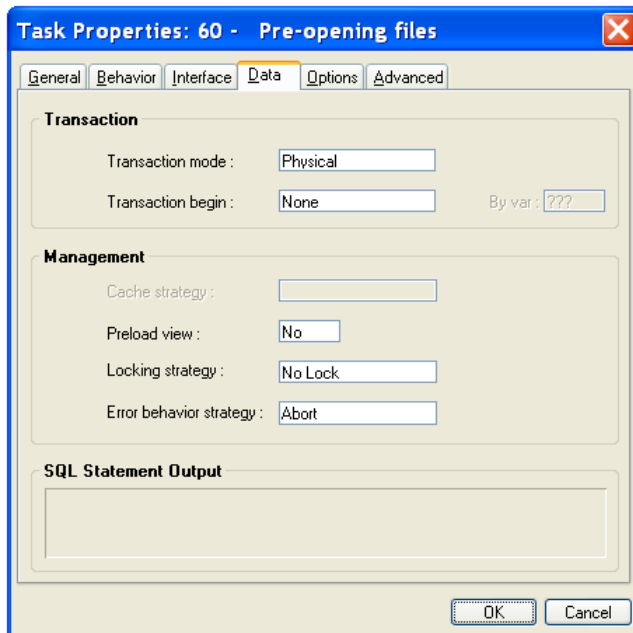 Task Properties: 60 -   Pre-opening files
General Behavior Interface Data Options Advanced
Transaction
Transaction mode : Physical
Transaction begin : None By var : ???
Management
Cache strategy :
Preload view : No
Locking strategy : No Lock
Error behavior strategy : Abort
SQL Statement Output
OK Cancel